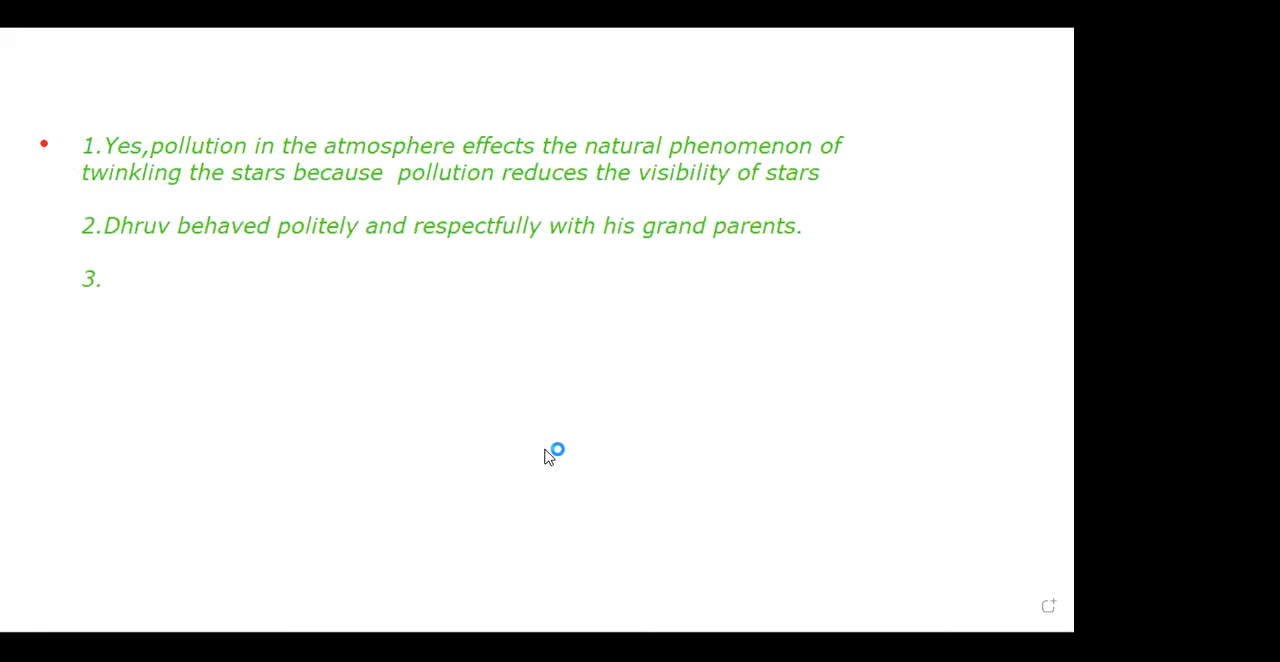 1.Yes,pollution in the atmosphere effects the natural phenomenon of
twinkling the stars because  pollution reduces the visibility of stars
2.Dhruv behaved politely and respectfully with his grand parents.
3.